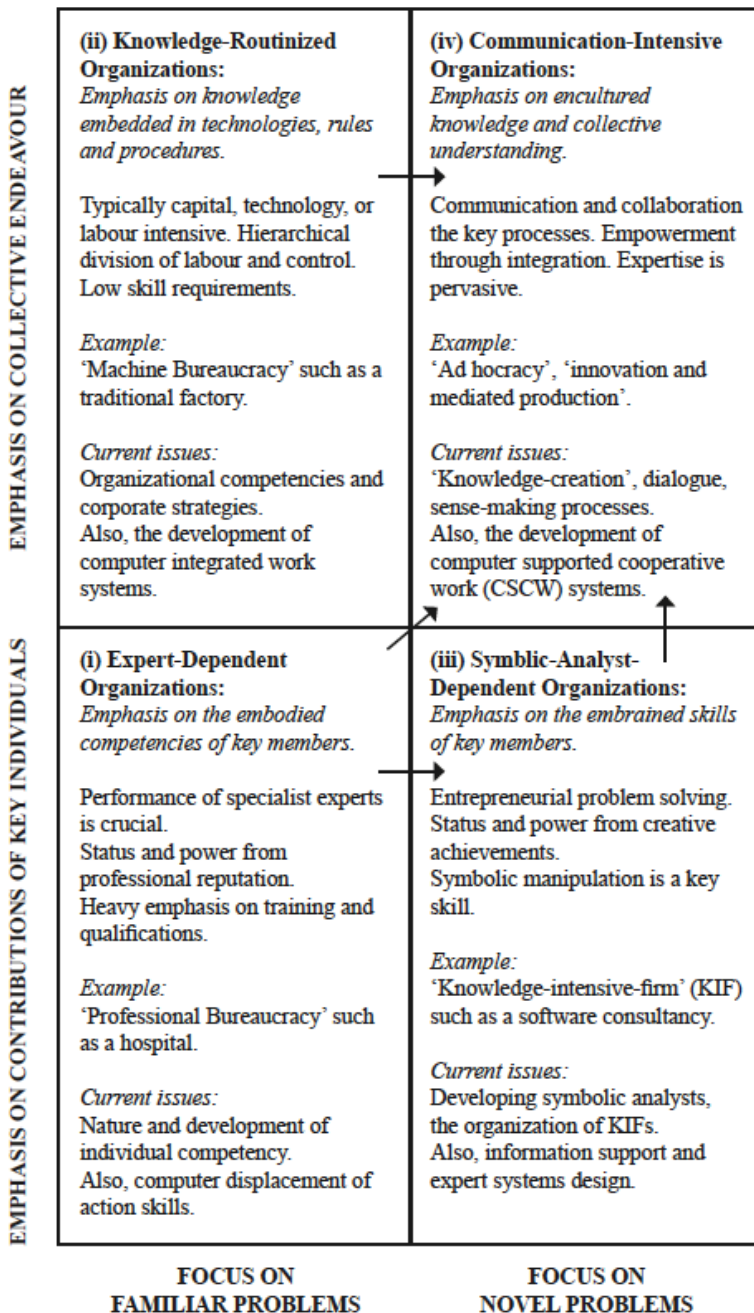 EMPHASIS ON COLLECTIVE ENDEAVOUR
(ii) Knowledge-Routinized
Organizations:
Emphasis on knowledge
embedded in technologies, rules
and procedures.
Typically capital, technology, or
labour intensive. Hierarchical
division of labour and control.
Low skill requirements.
Example:
‘Machine Bureaucracy’ such as a
traditional factory.
Current issues:
Organizational competencies and
corporate strategies.
Also, the development of
computer integrated work
systems.
(iv) Communication-Intensive
Organizations:
Emphasis on encultured
knowledge and collective
understanding.
Communication and collaboration
the key processes. Empowerment
through integration. Expertise is
pervasive.
Example:
‘Ad hocracy’, ‘innovation and
mediated production’.
Current issues:
‘Knowledge-creation’, dialogue,
sense-making processes.
Also, the development of
computer supported cooperative
work (CSCW) systems.
EMPHASIS ON CONTRIBUTIONS OF KEY INDIVIDUALS
(i) Expert-Dependent
Organizations:
Emphasis on the embodied
competencies of key members.
Performance of specialist experts
is crucial.
Status and power from
professional reputation.
Heavy emphasis on training and
qualifications.
Example:
‘Professional Bureaucracy’ such
as a hospital.
Current issues:
Nature and development of
individual competency.
Also, computer displacement of
action skills.
(iii) Symblic-Analyst-
Dependent Organizations:
Emphasis on the embrained skills
of key members.
Entrepreneurial problem solving.
Status and power from creative
achievements.
Symbolic manipulation is a key
skill.
Example:
‘Knowledge-intensive-firm’ (KIF)
such as a software consultancy.
Current issues:
Developing symbolic analysts,
the organization of KIFs.
Also, information support and
expert systems design.
FOCUS ON
FAMILIAR PROBLEMS
FOCUS ON
NOVEL PROBLEMS